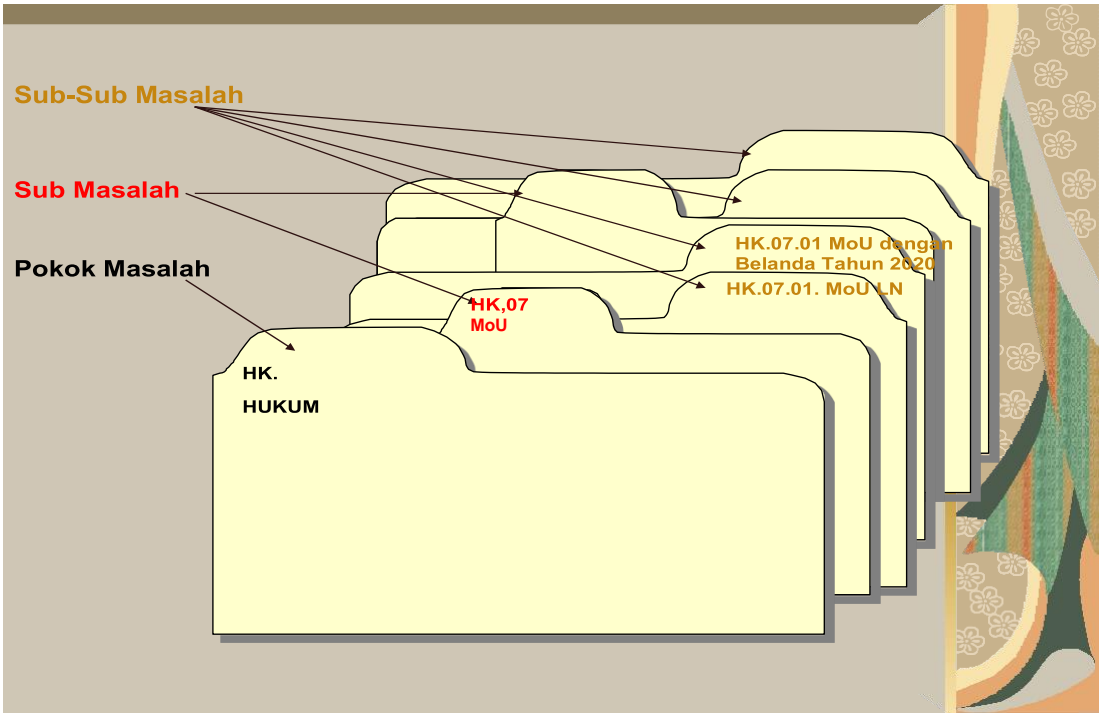 Sub-Sub Masalah
Sub Masalah
Pokok Masalah
HK.07.01 MoU dengan
Belanda Tahun 2020
HK.07.01. MoU LN
HK,07
MoU
HK.
HUKUM